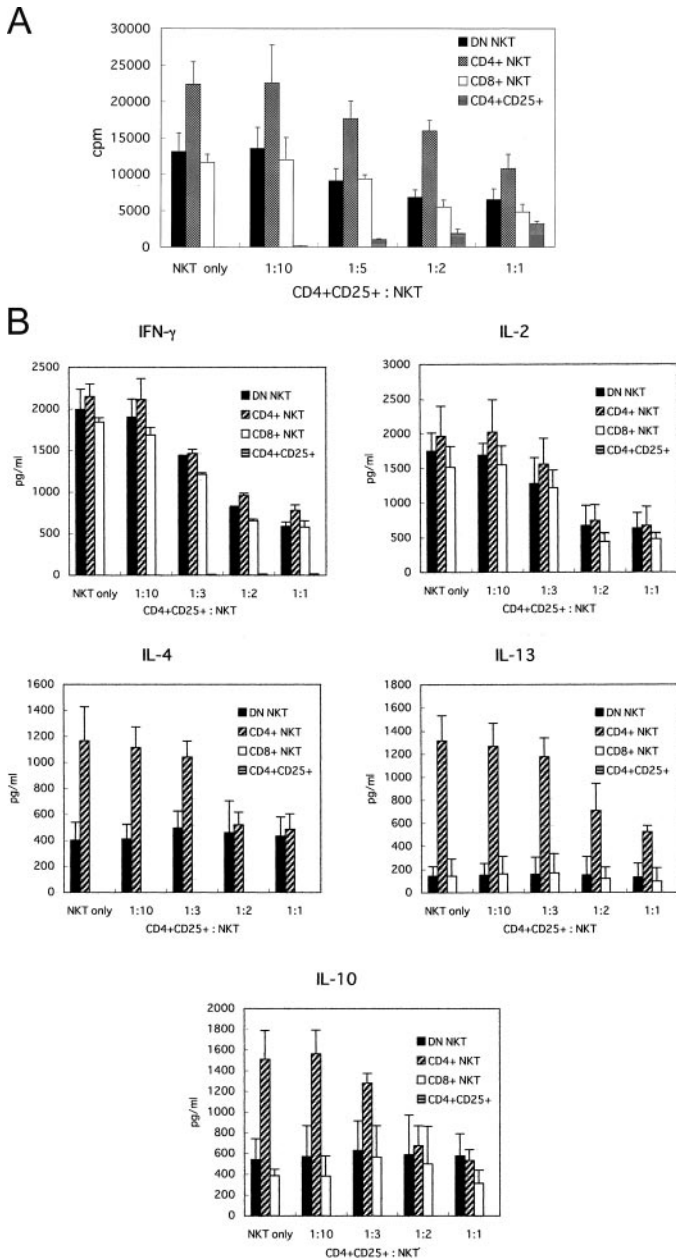 A
cpm
30000
25000
20000
15000
10000
5000
0
DN NKT
CD4+ NKT
CD8+ NKT
CD4+CD25+
NKT only 1:10 1:5 1:2 1:1
CD4+CD25+ : NKT
B
IFN-γ
pg/ml
2500
2000
1500
1000
500
0
DN NKT
CD4+ NKT
CD8+ NKT
CD4+CD25+
NKT only 1:10 1:3 1:2 1:1
CD4+CD25+ : NKT
IL-2
pg/ml
3000
2500
2000
1500
1000
500
0
DN NKT
CD4+ NKT
CD8+ NKT
CD4+CD25+
NKT only 1:10 1:3 1:2 1:1
CD4+CD25+ : NKT
IL-4
pg/ml
1600
1400
1200
1000
800
600
400
200
0
DN NKT
CD4+ NKT
CD8+ NKT
CD4+CD25+
NKT only 1:10 1:3 1:2 1:1
CD4+CD25+ : NKT
IL-13
pg/ml
1800
1600
1400
1200
1000
800
600
400
200
0
DN NKT
CD4+ NKT
CD8+ NKT
CD4+CD25+
NKT only 1:10 1:3 1:2 1:1
CD4+CD25+ : NKT
IL-10
pg/ml
2000
1800
1600
1400
1200
1000
800
600
400
200
0
DN NKT
CD4+ NKT
CD8+ NKT
CD4+CD25+
NKT only 1:10 1:3 1:2 1:1
CD4+CD25+ : NKT